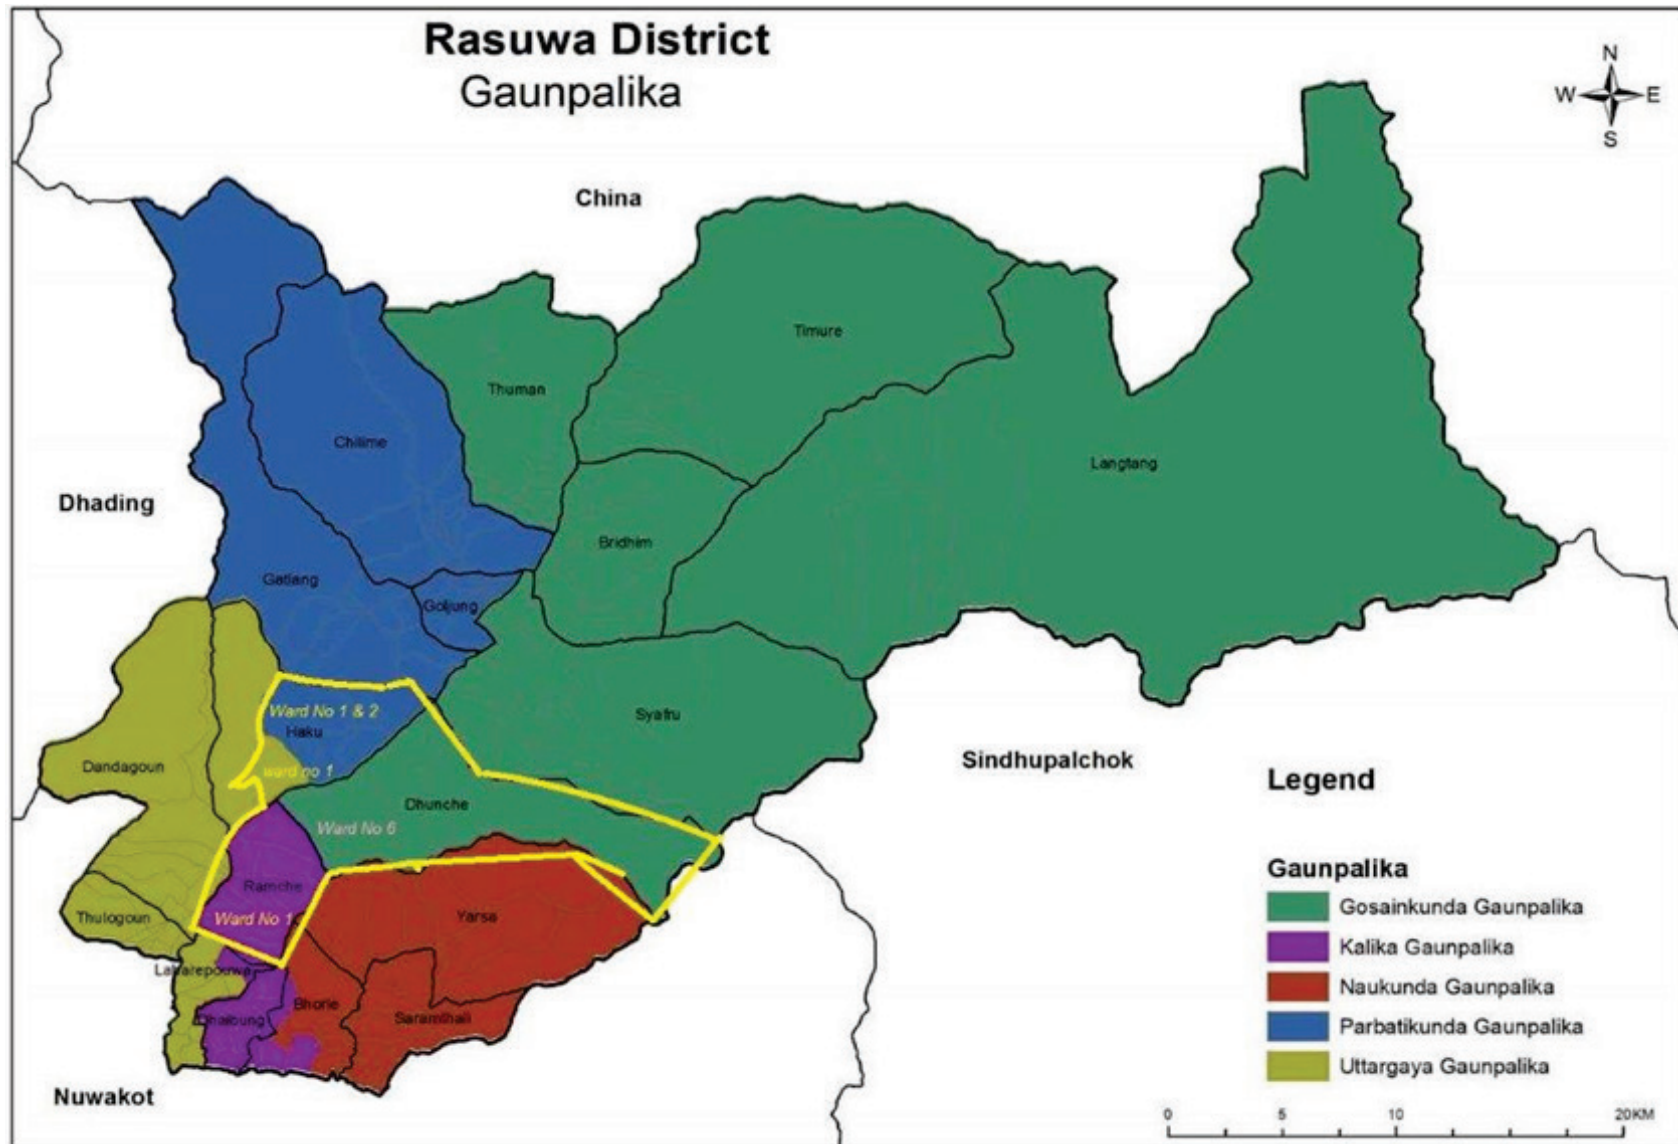 Rasuwa District
Gaunpalika
N
W E
S
China
Timure
Thuman
Chilime
Langtang
Dhading
Bridhim
Gatlang
Goljung
Ward No 1 & 2
Haku
Syafru
Sindhupalchok
Dandagoun
ward no 1
Dhunche
Ward No 6
Ramche
Thulogoun
Ward No 1
Yarsa
Laharepouwa
Bhorle
Dhaibung
Saramthali
Nuwakot
Legend
Gaunpalika
Gosainkunda Gaunpalika
Kalika Gaunpalika
Naukunda Gaunpalika
Parbatikunda Gaunpalika
Uttargaya Gaunpalika
0 5 10 20KM